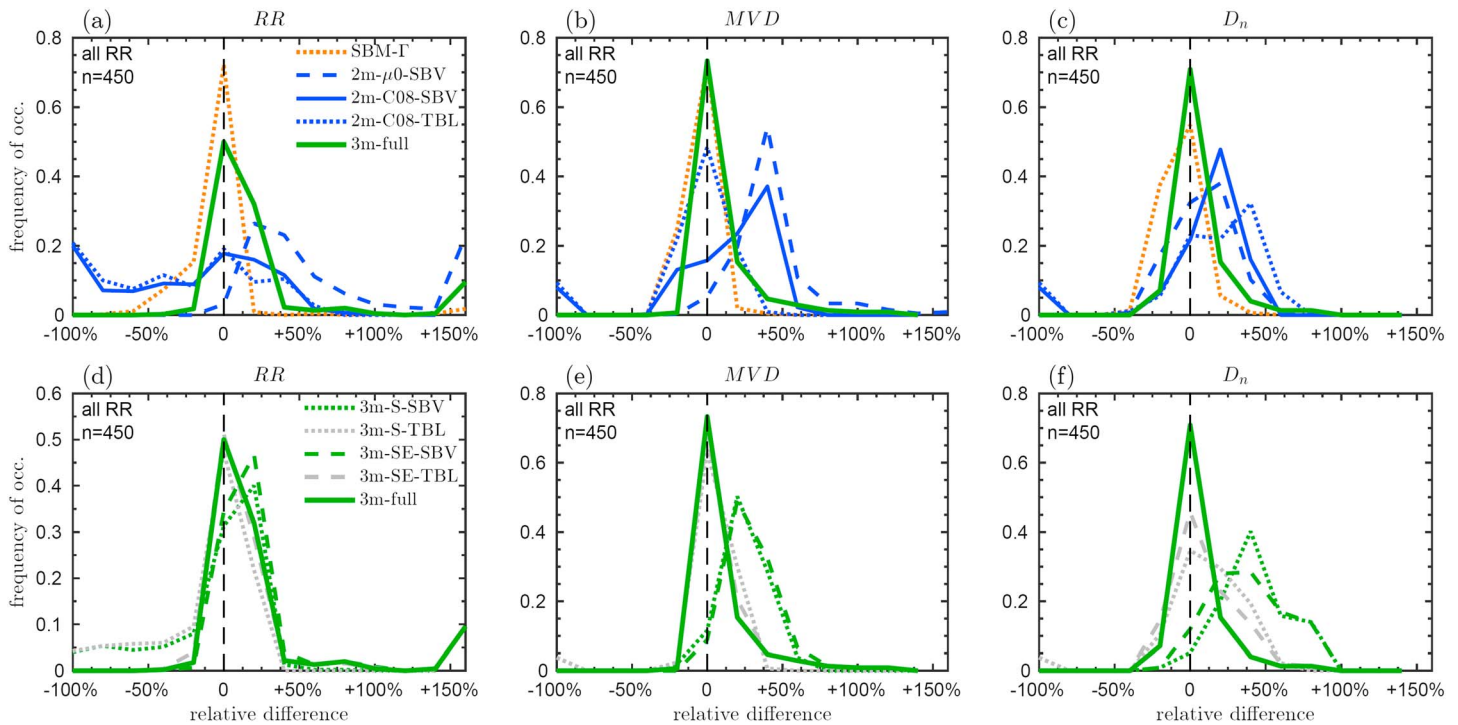 (a) RR
0.8
all RR
n=450
SBM-Γ
2m-μ0-SBV
2m-C08-SBV
2m-C08-TBL
3m-full
0.6
0.4
0.2
0
frequency of occ.
-100% -50% 0 +50% +100% +150%
(b) MVD
0.8
all RR
n=450
0.6
0.4
0.2
0
-100% -50% 0 +50% +100% +150%
(c) Dₙ
0.8
all RR
n=450
0.6
0.4
0.2
0
-100% -50% 0 +50% +100% +150%
(d) RR
0.6
all RR
n=450
3m-S-SBV
3m-S-TBL
3m-SE-SBV
3m-SE-TBL
3m-full
0.5
0.4
0.3
0.2
0.1
0
frequency of occ.
-100% -50% 0 +50% +100% +150%
relative difference
(e) MVD
0.8
all RR
n=450
0.6
0.4
0.2
0
-100% -50% 0 +50% +100% +150%
relative difference
(f) Dₙ
0.8
all RR
n=450
0.6
0.4
0.2
0
-100% -50% 0 +50% +100% +150%
relative difference